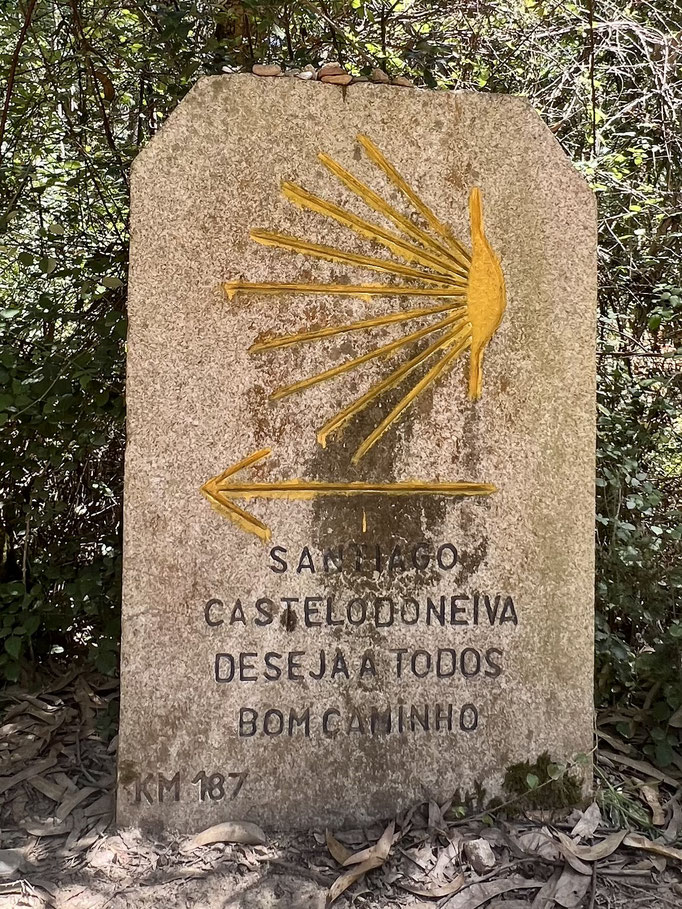 SANTIAGO
CASTELO DO NEIVA
DESEJA A TODOS
BOM CAMINHO
KM 187